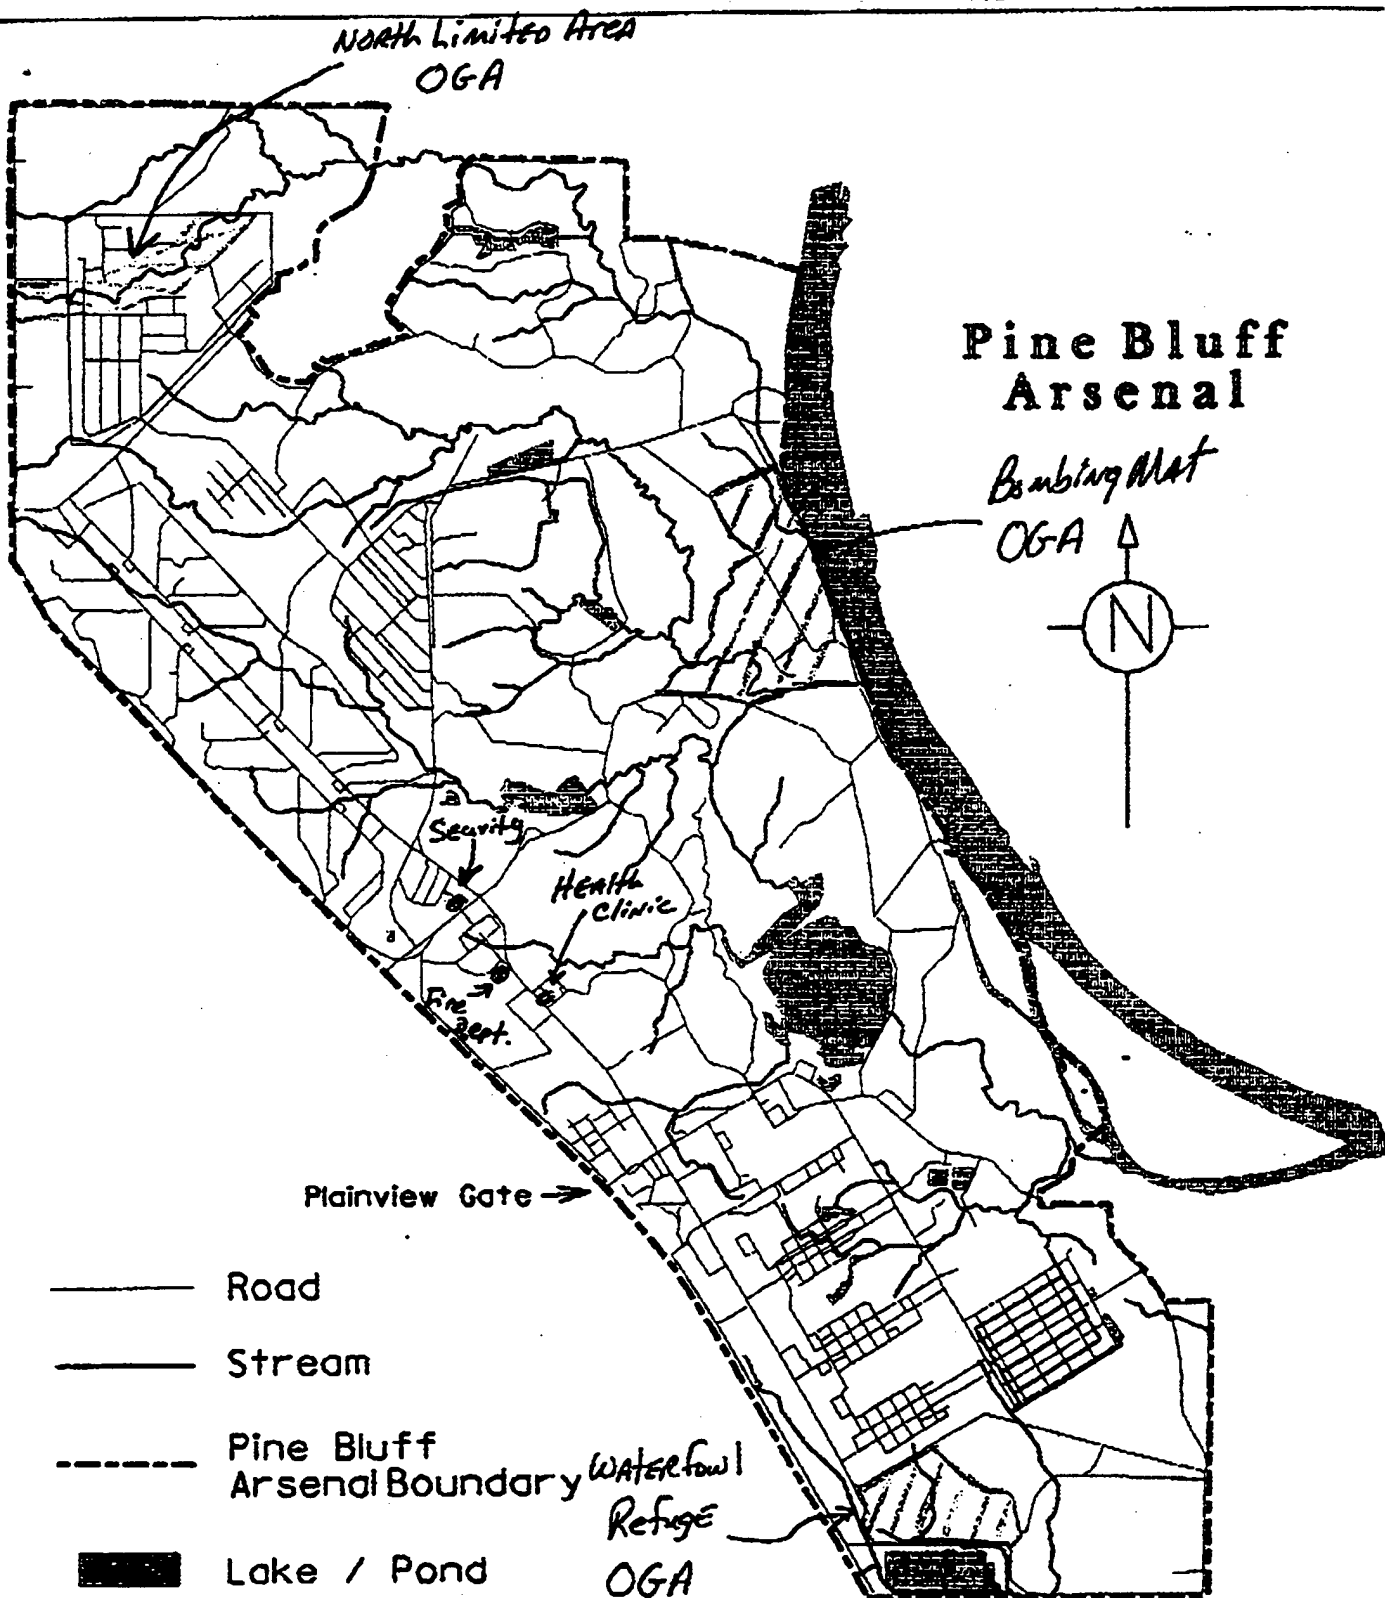 NORTH Limited Area
OGA
Pine Bluff
Arsenal
Bombing Mat
OGA
N
Security
HEAlth
Clinic
Fire
Dept.
Plainview Gate
Road
Stream
Pine Bluff
Arsenal Boundary
WATERfowl
Refuge
OGA
Lake / Pond